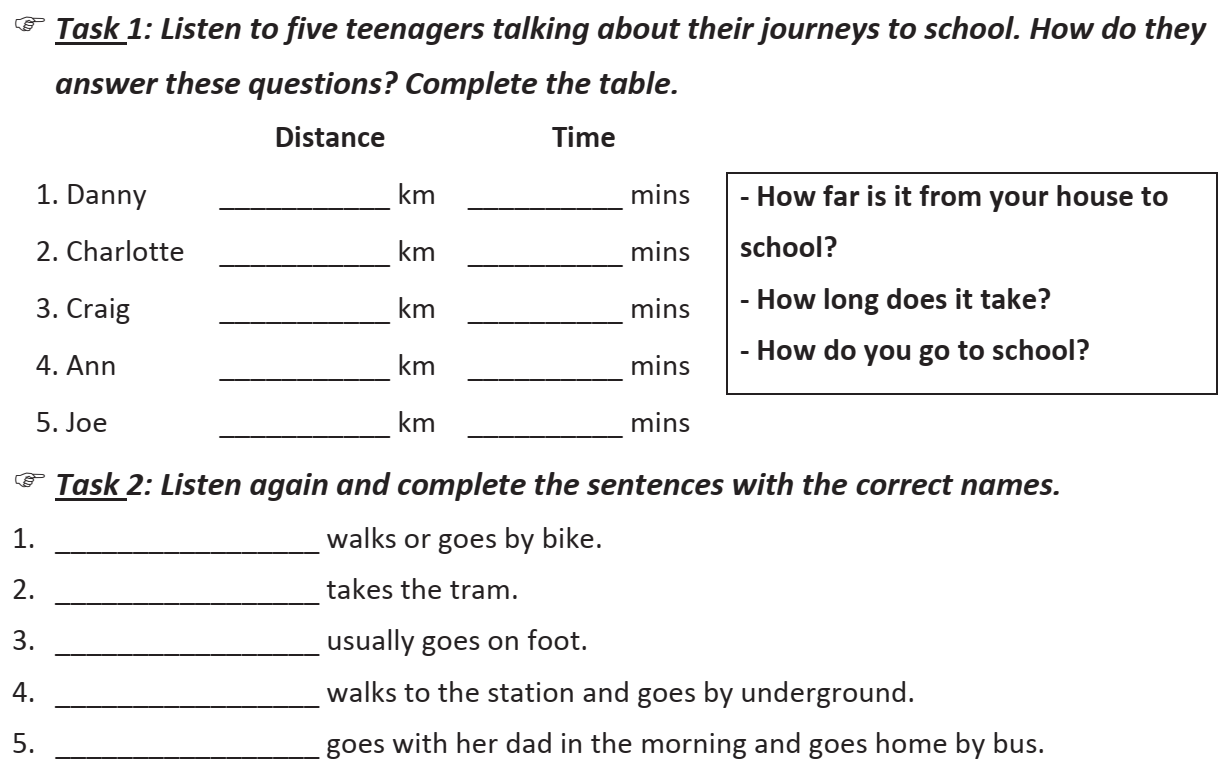 ☞ Task 1: Listen to five teenagers talking about their journeys to school. How do they
answer these questions? Complete the table.
Distance Time
1. Danny ___________ km __________ mins
2. Charlotte ___________ km __________ mins
3. Craig ___________ km __________ mins
4. Ann ___________ km __________ mins
5. Joe ___________ km __________ mins
- How far is it from your house to
school?
- How long does it take?
- How do you go to school?
☞ Task 2: Listen again and complete the sentences with the correct names.
1. _________________ walks or goes by bike.
2. _________________ takes the tram.
3. _________________ usually goes on foot.
4. _________________ walks to the station and goes by underground.
5. _________________ goes with her dad in the morning and goes home by bus.